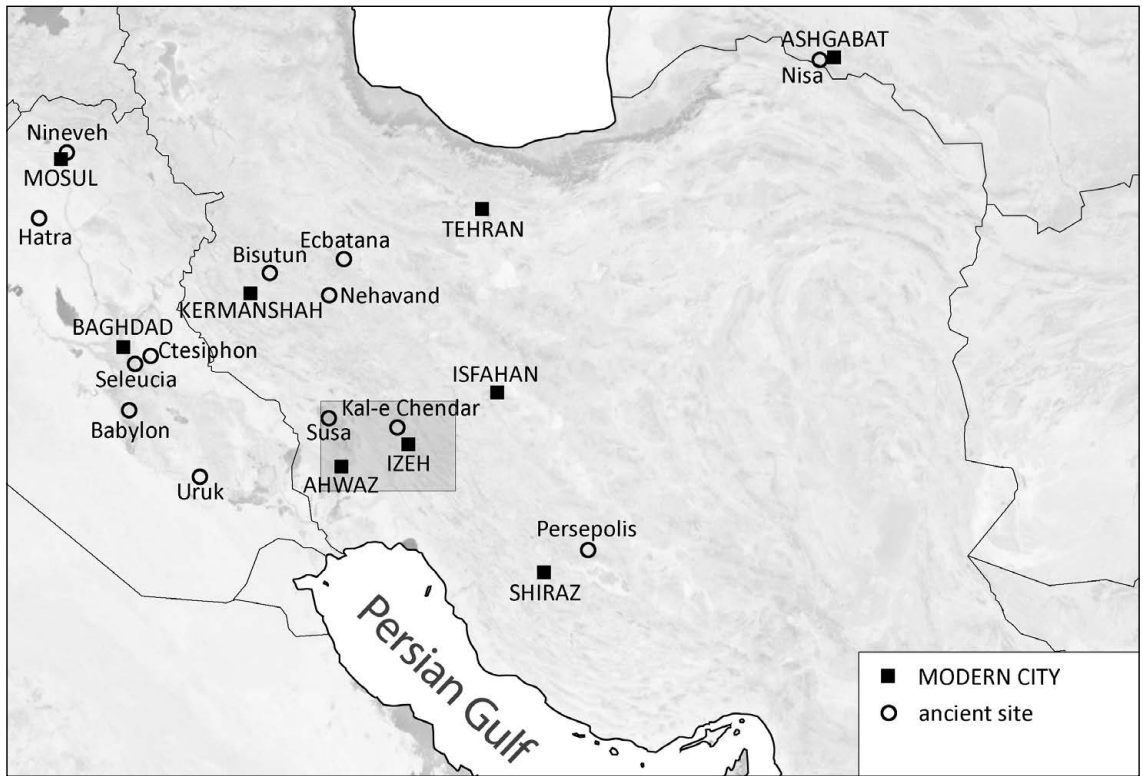 ASHGABAT
Nisa
Nineveh
MOSUL
Hatra
TEHRAN
Ecbatana
Bisutun
Nehavand
KERMANSHAH
BAGHDAD
Ctesiphon
Seleucia
ISFAHAN
Kal-e Chendar
Susa
Babylon
IZEH
AHWAZ
Uruk
Persepolis
SHIRAZ
Persian Gulf
MODERN CITY
ancient site